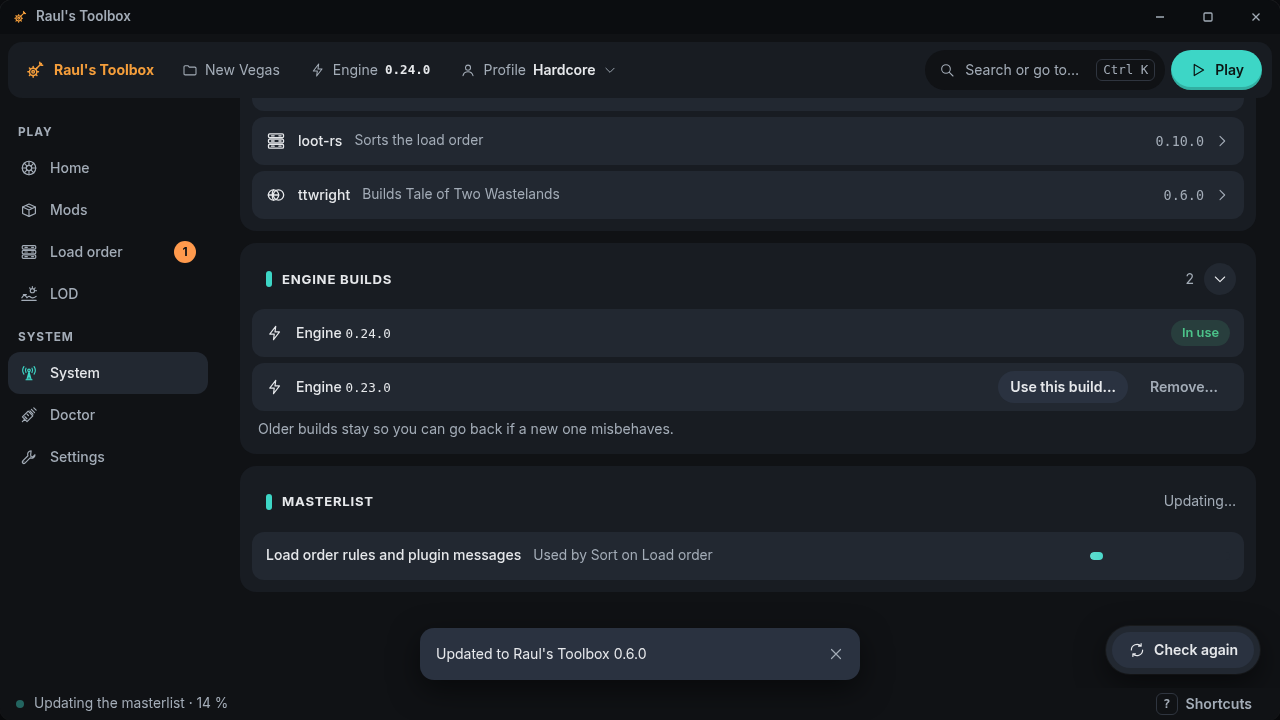 Raul's Toolbox
Raul's Toolbox
New Vegas
Engine 0.24.0
Profile Hardcore
Search or go to...
Ctrl K
Play
PLAY
Home
Mods
Load order
1
LOD
SYSTEM
System
Doctor
Settings
loot-rs Sorts the load order 0.10.0
ttwright Builds Tale of Two Wastelands 0.6.0
ENGINE BUILDS 2
Engine 0.24.0 In use
Engine 0.23.0 Use this build... Remove...
Older builds stay so you can go back if a new one misbehaves.
MASTERLIST Updating...
Load order rules and plugin messages Used by Sort on Load order
Updated to Raul's Toolbox 0.6.0
Check again
Updating the masterlist · 14 %
? Shortcuts